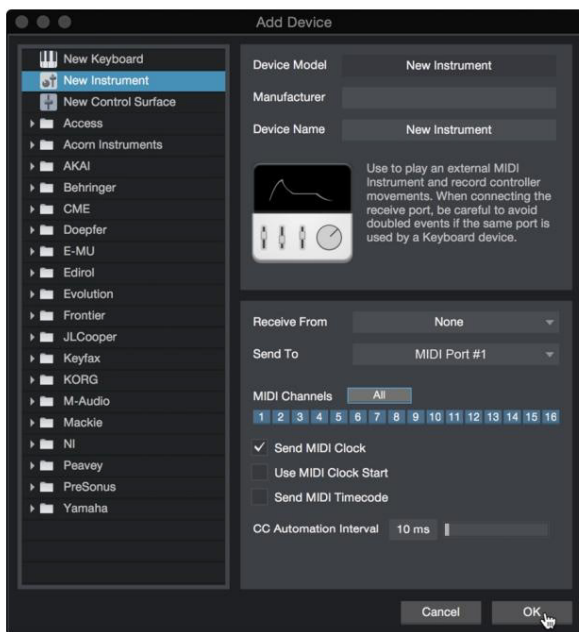 Add Device
New Keyboard
New Instrument
New Control Surface
Access
Acorn Instruments
AKAI
Behringer
CME
Doepfer
E-MU
Edirol
Evolution
Frontier
JLCooper
Keyfax
KORG
M-Audio
Mackie
NI
Peavey
PreSonus
Yamaha
Device Model New Instrument
Manufacturer
Device Name New Instrument
Use to play an external MIDI
Instrument and record controller
movements. When connecting the
receive port, be careful to avoid
doubled events if the same port is
used by a Keyboard device.
Receive From None
Send To MIDI Port #1
MIDI Channels All
1 2 3 4 5 6 7 8 9 10 11 12 13 14 15 16
Send MIDI Clock
Use MIDI Clock Start
Send MIDI Timecode
CC Automation Interval 10 ms
Cancel OK